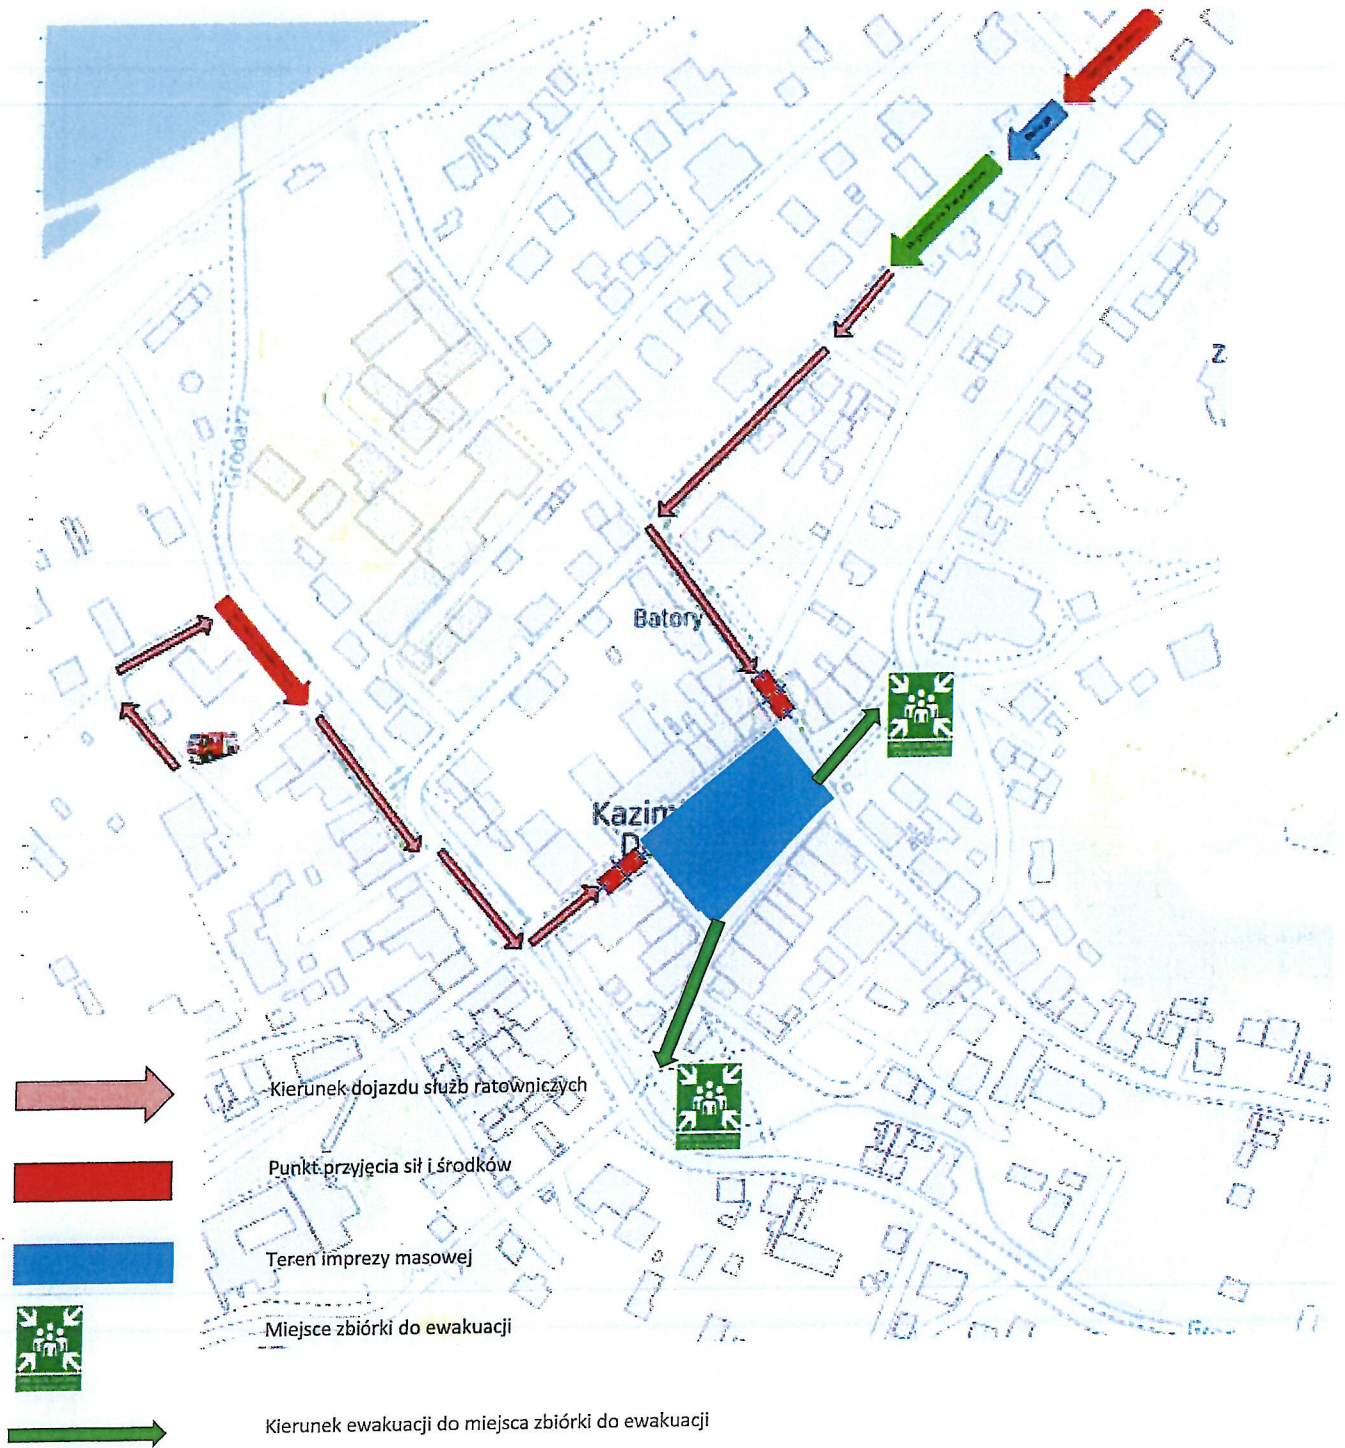 Z
Grodarz
Batory
Kazim
D
Kierunek dojazdu służb ratowniczych
Punkt przyjęcia sił i środków
Teren imprezy masowej
Miejsce zbiórki do ewakuacji
Kierunek ewakuacji do miejsca zbiórki do ewakuacji